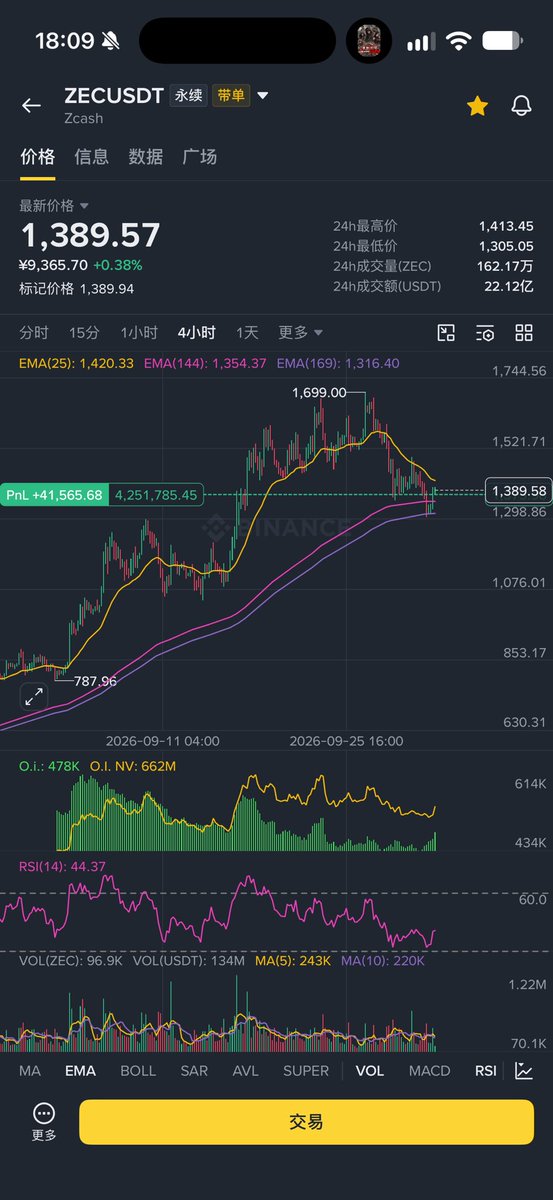 18:09
ZECUSDT 永续 带单
Zcash
价格 信息 数据 广场
最新价格
1,389.57
¥9,365.70 +0.38%
标记价格 1,389.94
24h最高价 1,413.45
24h最低价 1,305.05
24h成交量(ZEC) 162.17万
24h成交额(USDT) 22.12亿
分时 15分 1小时 4小时 1天 更多
EMA(25): 1,420.33 EMA(144): 1,354.37 EMA(169): 1,316.40
1,744.56
1,699.00
1,521.71
PnL +41,565.68 4,251,785.45
1,389.58
1,298.86
BINANCE
1,076.01
853.17
787.96
630.31
2026-09-11 04:00 2026-09-25 16:00
O.i.: 478K O.I. NV: 662M
614K
434K
RSI(14): 44.37
60.0
VOL(ZEC): 96.9K VOL(USDT): 134M MA(5): 243K MA(10): 220K
1.22M
70.1K
MA EMA BOLL SAR AVL SUPER VOL MACD RSI
更多
交易